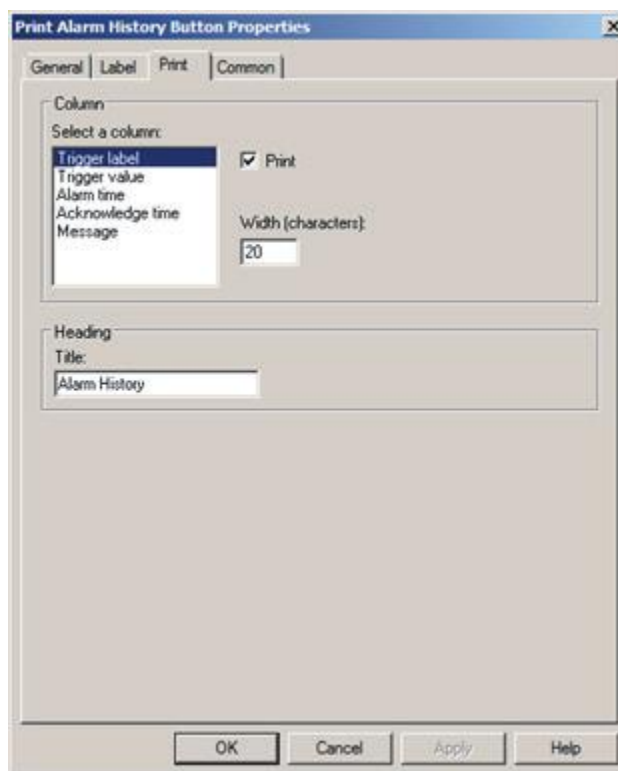 Print Alarm History Button Properties
General Label Print Common
Column
Select a column:
Trigger label
Trigger value
Alarm time
Acknowledge time
Message
Print
Width (characters):
20
Heading
Title:
Alarm History
OK Cancel Apply Help